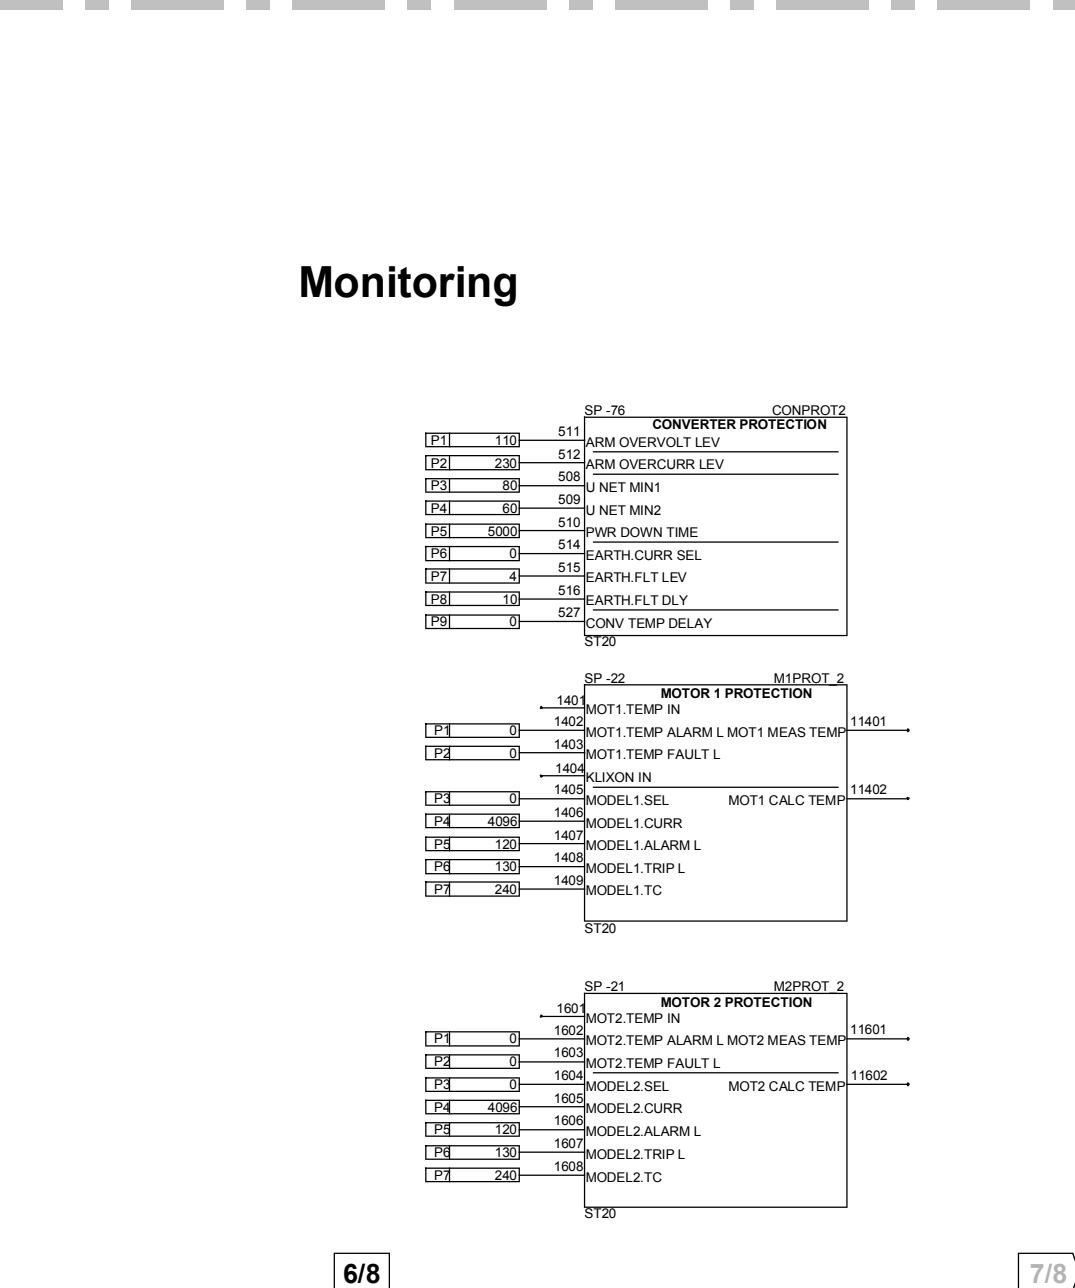 Monitoring
SP -76 CONPROT2
CONVERTER PROTECTION
P1 110 511 ARM OVERVOLT LEV
P2 230 512 ARM OVERCURR LEV
P3 80 508 U NET MIN1
P4 60 509 U NET MIN2
P5 5000 510 PWR DOWN TIME
P6 0 514 EARTH.CURR SEL
P7 4 515 EARTH.FLT LEV
P8 10 516 EARTH.FLT DLY
P9 0 527 CONV TEMP DELAY
ST20
SP -22 M1PROT_2
MOTOR 1 PROTECTION
1401 MOT1.TEMP IN
P1 0 1402 MOT1.TEMP ALARM L MOT1 MEAS TEMP 11401
P2 0 1403 MOT1.TEMP FAULT L
1404 KLIXON IN
P3 0 1405 MODEL1.SEL MOT1 CALC TEMP 11402
P4 4096 1406 MODEL1.CURR
P5 120 1407 MODEL1.ALARM L
P6 130 1408 MODEL1.TRIP L
P7 240 1409 MODEL1.TC
ST20
SP -21 M2PROT_2
MOTOR 2 PROTECTION
1601 MOT2.TEMP IN
P1 0 1602 MOT2.TEMP ALARM L MOT2 MEAS TEMP 11601
P2 0 1603 MOT2.TEMP FAULT L
P3 0 1604 MODEL2.SEL MOT2 CALC TEMP 11602
P4 4096 1605 MODEL2.CURR
P5 120 1606 MODEL2.ALARM L
P6 130 1607 MODEL2.TRIP L
P7 240 1608 MODEL2.TC
ST20
6/8 7/8